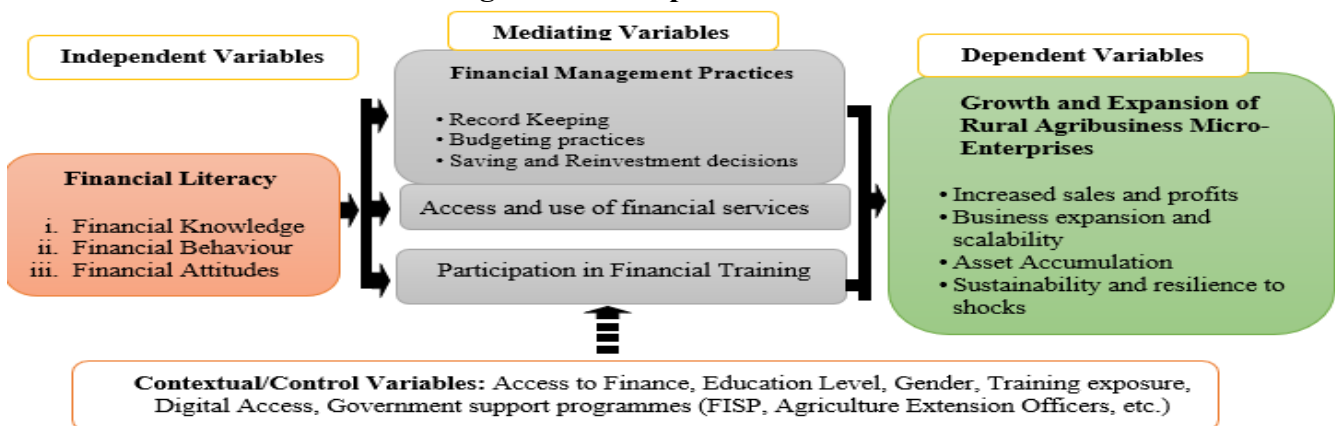 Independent Variables
Financial Literacy
i. Financial Knowledge
ii. Financial Behaviour
iii. Financial Attitudes
Mediating Variables
Financial Management Practices
• Record Keeping
• Budgeting practices
• Saving and Reinvestment decisions
Access and use of financial services
Participation in Financial Training
Dependent Variables
Growth and Expansion of
Rural Agribusiness Micro-
Enterprises
• Increased sales and profits
• Business expansion and
scalability
• Asset Accumulation
• Sustainability and resilience to
shocks
Contextual/Control Variables: Access to Finance, Education Level, Gender, Training exposure,
Digital Access, Government support programmes (FISP, Agriculture Extension Officers, etc.)